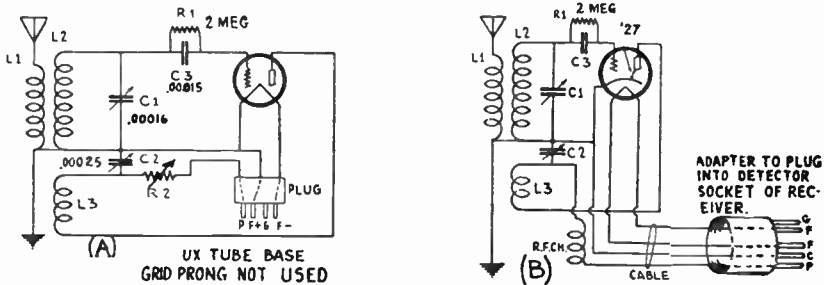 R1
2 MEG
L1
L2
C3
.00015
C1
.00016
.00025
C2
R2
L3
PLUG
P F+G F-
(A)
UX TUBE BASE
GRID PRONG NOT USED
R1
2 MEG
'27
L1
L2
C3
C1
C2
L3
R.F.CH.
(B)
CABLE
ADAPTER TO PLUG
INTO DETECTOR
SOCKET OF REC-
EIVER.
G
F
F
C
P